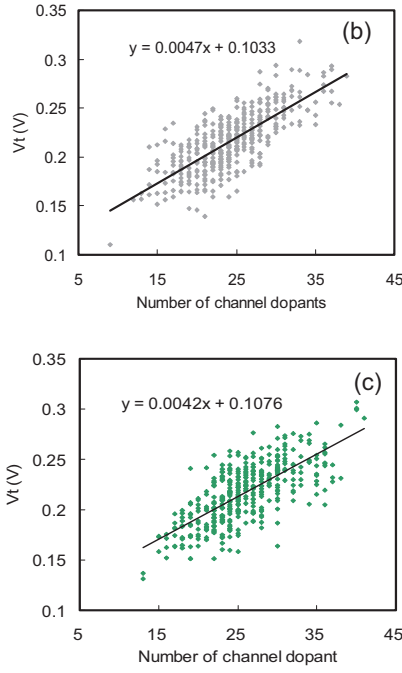 (b)
y = 0.0047x + 0.1033
0.35
0.3
0.25
0.2
0.15
0.1
Vt (V)
5 15 25 35 45
Number of channel dopants
(c)
y = 0.0042x + 0.1076
0.35
0.3
0.25
0.2
0.15
0.1
Vt (V)
5 15 25 35 45
Number of channel dopant